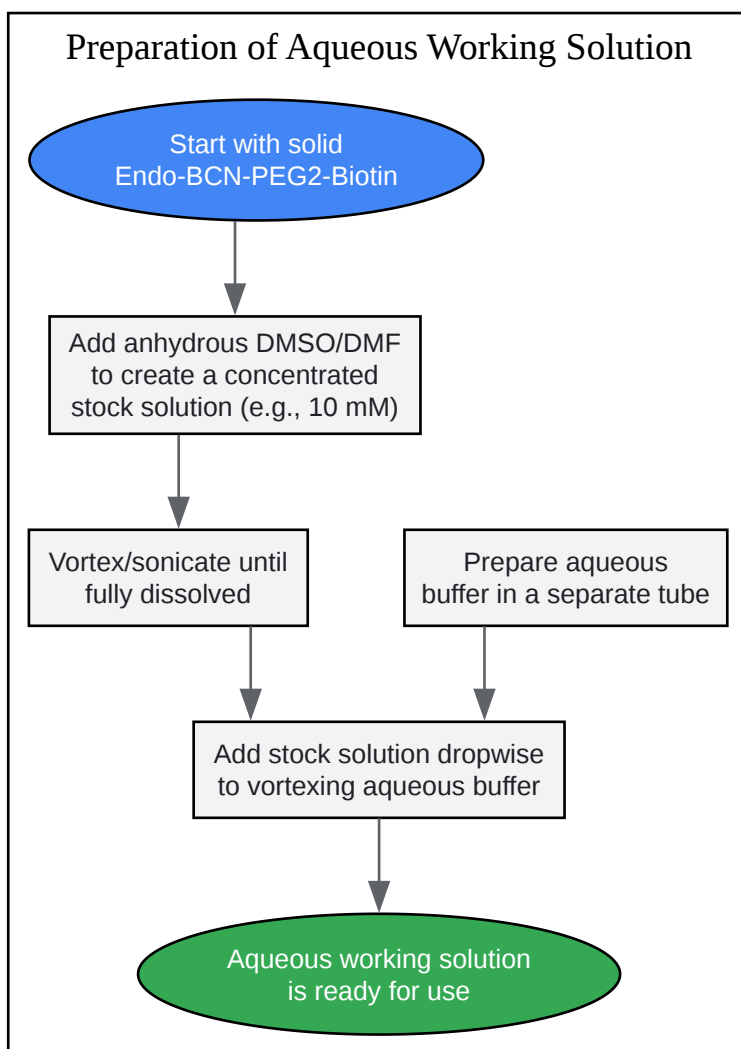 Preparation of Aqueous Working Solution
Start with solid
Endo-BCN-PEG2-Biotin
Add anhydrous DMSO/DMF
to create a concentrated
stock solution (e.g., 10 mM)
Vortex/sonicate until
fully dissolved
Prepare aqueous
buffer in a separate tube
Add stock solution dropwise
to vortexing aqueous buffer
Aqueous working solution
is ready for use